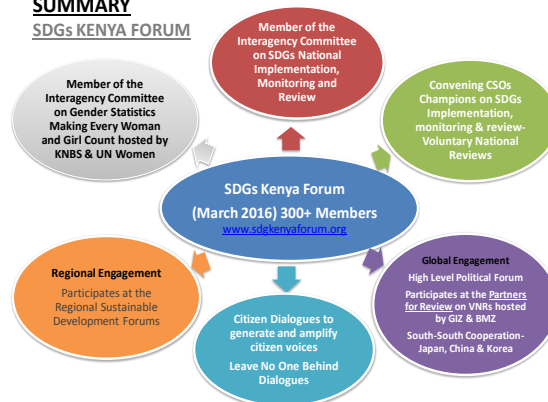 SUMMARY
SDGs KENYA FORUM
Member of the
Interagency Committee
on SDGs National
Implementation,
Monitoring and
Review
Member of the
Interagency Committee
on Gender Statistics
Making Every Woman
and Girl Count hosted by
KNBS & UN Women
Convening CSOs
Champions on SDGs
Implementation,
monitoring & review-
Voluntary National
Reviews
SDGs Kenya Forum
(March 2016) 300+ Members
www.sdgkenyaforum.org
Regional Engagement
Participates at the
Regional Sustainable
Development Forums
Citizen Dialogues to
generate and amplify
citizen voices
Leave No One Behind
Dialogues
Global Engagement
High Level Political Forum
Participates at the Partners
for Review on VNRs hosted
by GIZ & BMZ
South-South Cooperation-
Japan, China & Korea